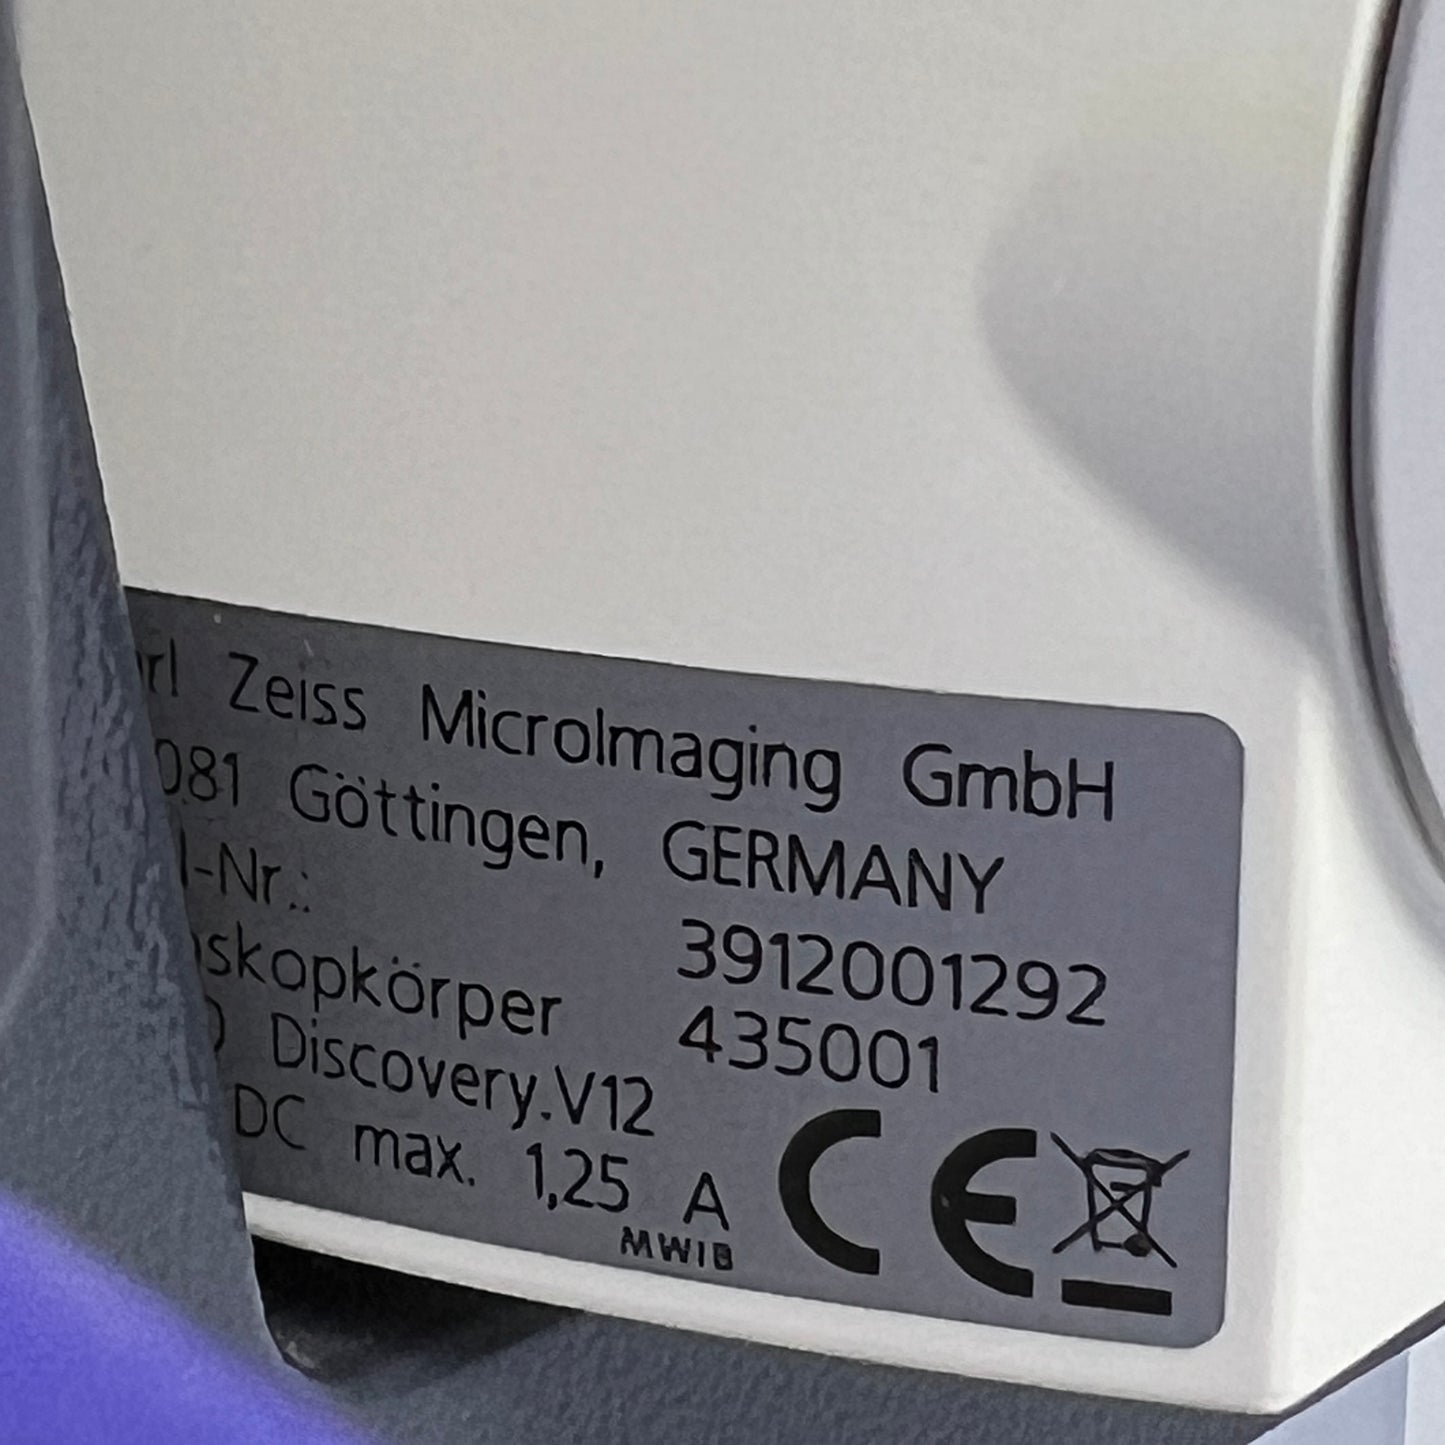 rl Zeiss MicroImaging GmbH
081 Göttingen, GERMANY
l-Nr.: 3912001292
skopkörper 435001
Discovery.V12
DC max. 1,25 A
MWIB
CE